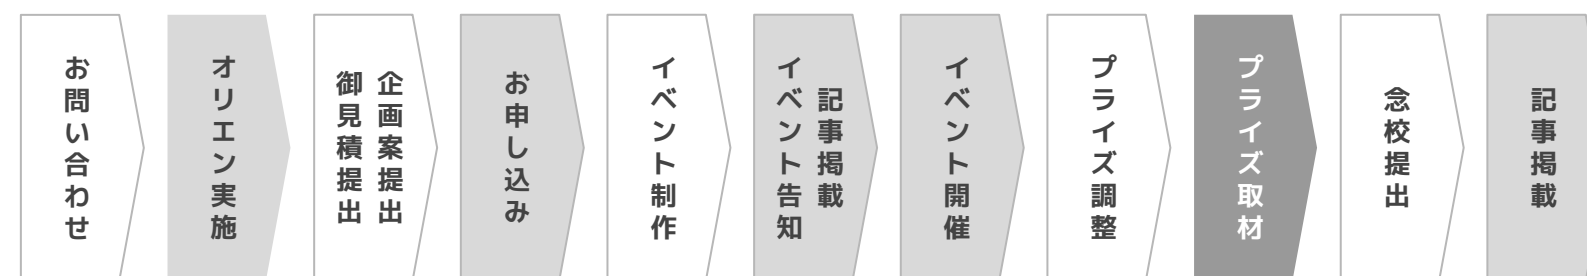 お問い合わせ
オリエン実施
企画案提出
御見積提出
お申し込み
イベント制作
記事掲載
イベント告知
イベント開催
プライズ調整
プライズ取材
念校提出
記事掲載